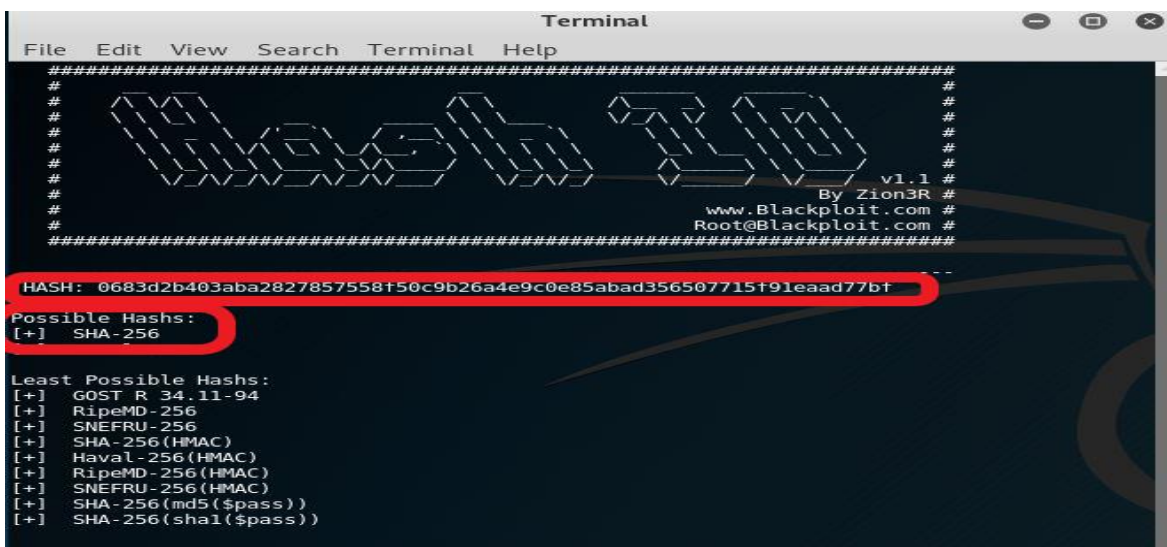 Terminal
File Edit View Search Terminal Help
Hash ID
v1.1 #
By Zion3R #
www.Blackploit.com #
Root@Blackploit.com #
HASH: 0683d2b403aba2827857558f50c9b26a4e9c0e85abad356507715f91eaad77bf
Possible Hashs:
[+] SHA-256
Least Possible Hashs:
[+] GOST R 34.11-94
[+] RipeMD-256
[+] SNEFRU-256
[+] SHA-256(HMAC)
[+] Haval-256(HMAC)
[+] RipeMD-256(HMAC)
[+] SNEFRU-256(HMAC)
[+] SHA-256(md5($pass))
[+] SHA-256(sha1($pass))